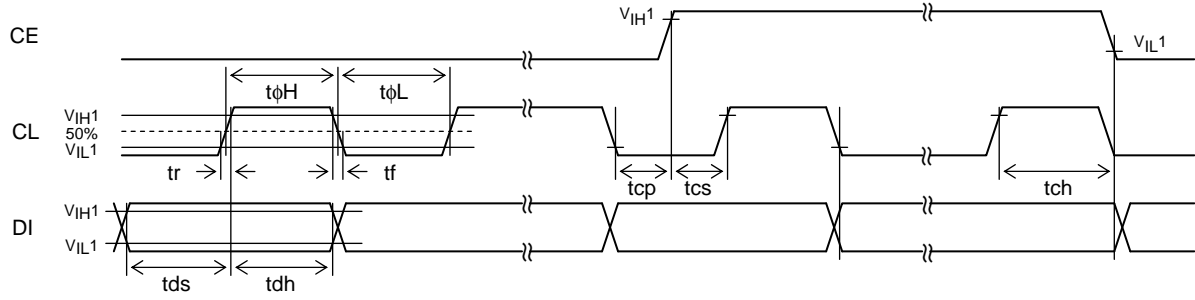 CE
VIH1
VIL1
tϕH
tϕL
CL
VIH1
50%
VIL1
tr
tf
tcp
tcs
tch
DI
VIH1
VIL1
tds
tdh